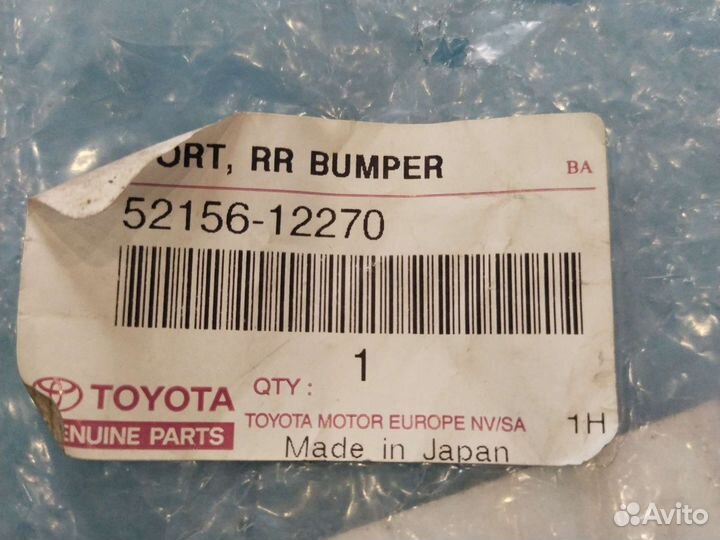 ORT, RR BUMPER
BA
52156-12270
QTY : 1
TOYOTA
ENUINE PARTS
TOYOTA MOTOR EUROPE NV/SA
1H
Made in Japan
Avito